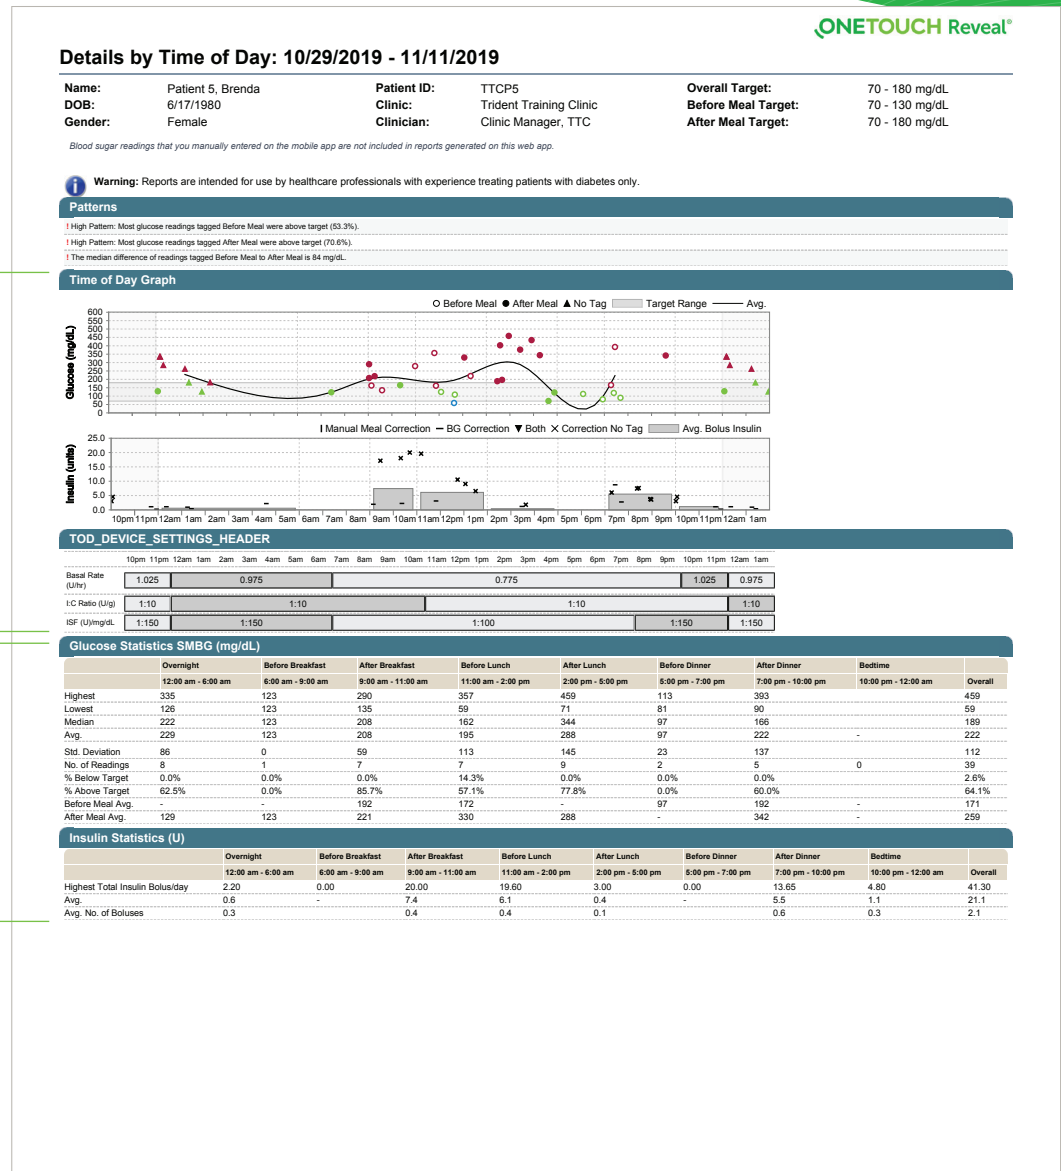 ONETOUCH Reveal®
Details by Time of Day: 10/29/2019 - 11/11/2019
Name: Patient 5, Brenda Patient ID: TTCP5 Overall Target: 70 - 180 mg/dL
DOB: 6/17/1980 Clinic: Trident Training Clinic Before Meal Target: 70 - 130 mg/dL
Gender: Female Clinician: Clinic Manager, TTC After Meal Target: 70 - 180 mg/dL
Blood sugar readings that you manually entered on the mobile app are not included in reports generated on this web app.
i Warning: Reports are intended for use by healthcare professionals with experience treating patients with diabetes only.
Patterns
! High Pattern: Most glucose readings tagged Before Meal were above target (53.3%).
! High Pattern: Most glucose readings tagged After Meal were above target (70.6%).
! The median difference of readings tagged Before Meal to After Meal is 84 mg/dL.
Time of Day Graph
Before Meal After Meal No Tag Target Range Avg.
Glucose (mg/dL)
600
550
500
450
400
350
300
250
200
150
100
50
0
Manual Meal Correction BG Correction Both Correction No Tag Avg. Bolus Insulin
Insulin (units)
25.0
20.0
15.0
10.0
5.0
0.0
10pm 11pm 12am 1am 2am 3am 4am 5am 6am 7am 8am 9am 10am 11am 12pm 1pm 2pm 3pm 4pm 5pm 6pm 7pm 8pm 9pm 10pm 11pm 12am 1am
TOD_DEVICE_SETTINGS_HEADER
10pm 11pm 12am 1am 2am 3am 4am 5am 6am 7am 8am 9am 10am 11am 12pm 1pm 2pm 3pm 4pm 5pm 6pm 7pm 8pm 9pm 10pm 11pm 12am 1am
Basal Rate (U/hr) 1.025 0.975 0.775 1.025 0.975
I:C Ratio (U/g) 1:10 1:10 1:10 1:10
ISF (U)/mg/dL 1:150 1:150 1:100 1:150 1:150
Glucose Statistics SMBG (mg/dL)
Overnight Before Breakfast After Breakfast Before Lunch After Lunch Before Dinner After Dinner Bedtime
12:00 am - 6:00 am 6:00 am - 9:00 am 9:00 am - 11:00 am 11:00 am - 2:00 pm 2:00 pm - 5:00 pm 5:00 pm - 7:00 pm 7:00 pm - 10:00 pm 10:00 pm - 12:00 am Overall
Highest 335 123 290 357 459 113 393 459
Lowest 126 123 135 59 71 81 90 59
Median 222 123 208 162 344 97 166 189
Avg. 229 123 208 195 288 97 222 - 222
Std. Deviation 86 0 59 113 145 23 137 112
No. of Readings 8 1 7 7 9 2 5 0 39
% Below Target 0.0% 0.0% 0.0% 14.3% 0.0% 0.0% 0.0% 2.6%
% Above Target 62.5% 0.0% 85.7% 57.1% 77.8% 0.0% 60.0% 64.1%
Before Meal Avg. - - 192 172 - 97 192 - 171
After Meal Avg. 129 123 221 330 288 - 342 - 259
Insulin Statistics (U)
Overnight Before Breakfast After Breakfast Before Lunch After Lunch Before Dinner After Dinner Bedtime
12:00 am - 6:00 am 6:00 am - 9:00 am 9:00 am - 11:00 am 11:00 am - 2:00 pm 2:00 pm - 5:00 pm 5:00 pm - 7:00 pm 7:00 pm - 10:00 pm 10:00 pm - 12:00 am Overall
Highest Total Insulin Bolus/day 2.20 0.00 20.00 19.60 3.00 0.00 13.65 4.80 41.30
Avg. 0.6 - 7.4 6.1 0.4 - 5.5 1.1 21.1
Avg. No. of Boluses 0.3 0.4 0.4 0.1 0.6 0.3 2.1